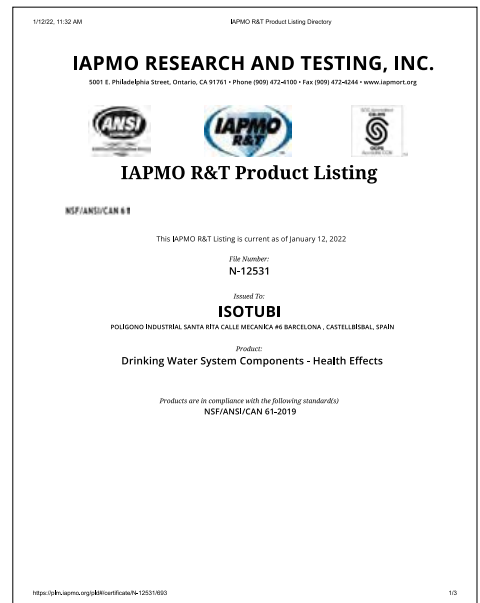 1/12/22, 11:32 AM IAPMO R&T Product Listing Directory
IAPMO RESEARCH AND TESTING, INC.
5001 E. Philadelphia Street, Ontario, CA 91761 • Phone (909) 472-4100 • Fax (909) 472-4244 • www.iapmort.org
ANSI
IAPMO
R&T
IAPMO R&T Product Listing
NSF/ANSI/CAN 61
This IAPMO R&T Listing is current as of January 12, 2022
File Number:
N-12531
Issued To:
ISOTUBI
POLÍGONO INDUSTRIAL SANTA RITA CALLE MECANICA #6 BARCELONA , CASTELLBISBAL, SPAIN
Product:
Drinking Water System Components - Health Effects
Products are in compliance with the following standard(s)
NSF/ANSI/CAN 61-2019
https://plm.iapmo.org/pld#/certificate/N-12531/693 1/3